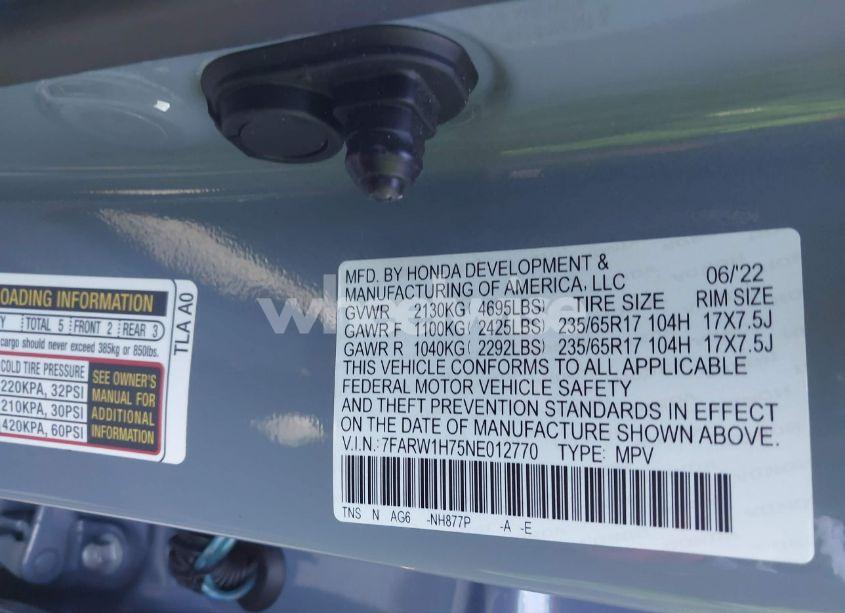 MFD. BY HONDA DEVELOPMENT &
MANUFACTURING OF AMERICA, LLC
06/'22
GVWR 2130KG( 4695LBS) TIRE SIZE RIM SIZE
GAWR F 1100KG( 2425LBS) 235/65R17 104H 17X7.5J
GAWR R 1040KG( 2292LBS) 235/65R17 104H 17X7.5J
THIS VEHICLE CONFORMS TO ALL APPLICABLE
FEDERAL MOTOR VEHICLE SAFETY
AND THEFT PREVENTION STANDARDS IN EFFECT
ON THE DATE OF MANUFACTURE SHOWN ABOVE.
V.I.N.: 7FARW1H75NE012770 TYPE: MPV
TNS N AG6 -NH877P -A -E
OADING INFORMATION
Y TOTAL 5 FRONT 2 REAR 3
cargo should never exceed 385kg or 850lbs.
COLD TIRE PRESSURE
220KPA, 32PSI
210KPA, 30PSI
420KPA, 60PSI
SEE OWNER'S
MANUAL FOR
ADDITIONAL
INFORMATION
TLA A0